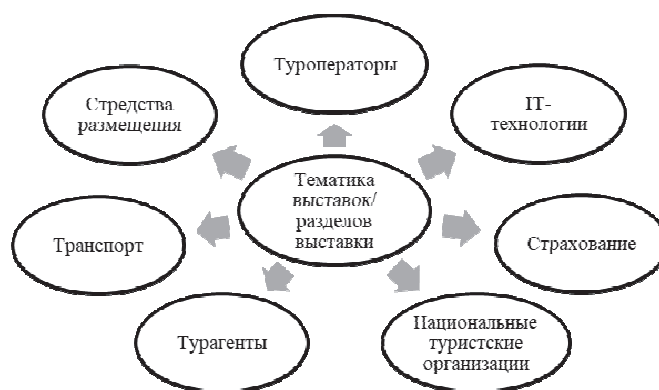 Туроператоры
Стредства
размещения
IT-
технологии
Тематика
выставок/
разделов
выставки
Транспорт
Страхование
Турагенты
Национальные
туристские
организации